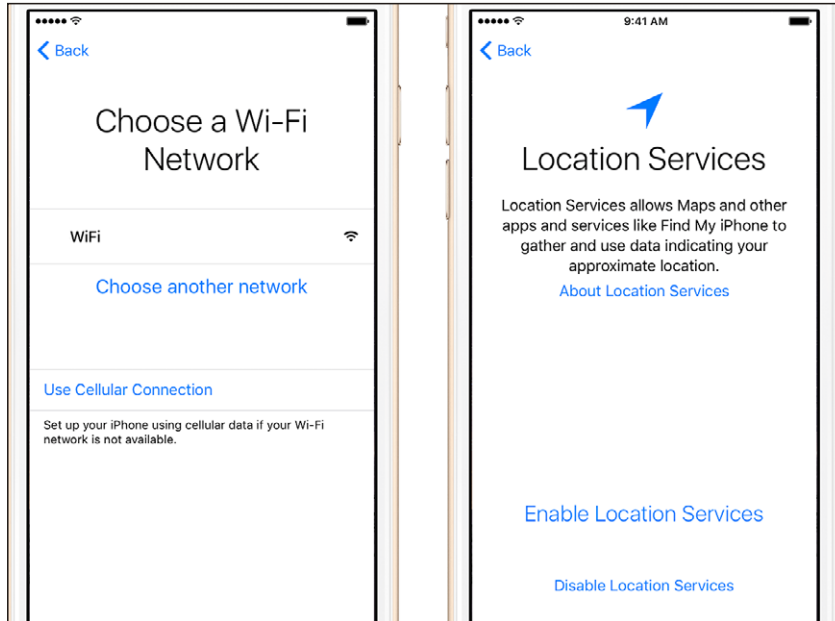 Back
Choose a Wi-Fi
Network
WiFi
Choose another network
Use Cellular Connection
Set up your iPhone using cellular data if your Wi-Fi
network is not available.
9:41 AM
Back
Location Services
Location Services allows Maps and other
apps and services like Find My iPhone to
gather and use data indicating your
approximate location.
About Location Services
Enable Location Services
Disable Location Services